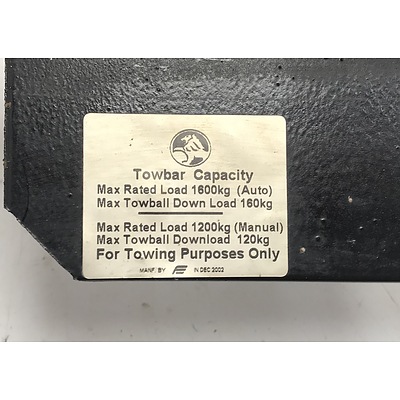 Towbar Capacity
Max Rated Load 1600kg (Auto)
Max Towball Down Load 160kg
Max Rated Load 1200kg (Manual)
Max Towball Download 120kg
For Towing Purposes Only
MANF. BY IN DEC 2002